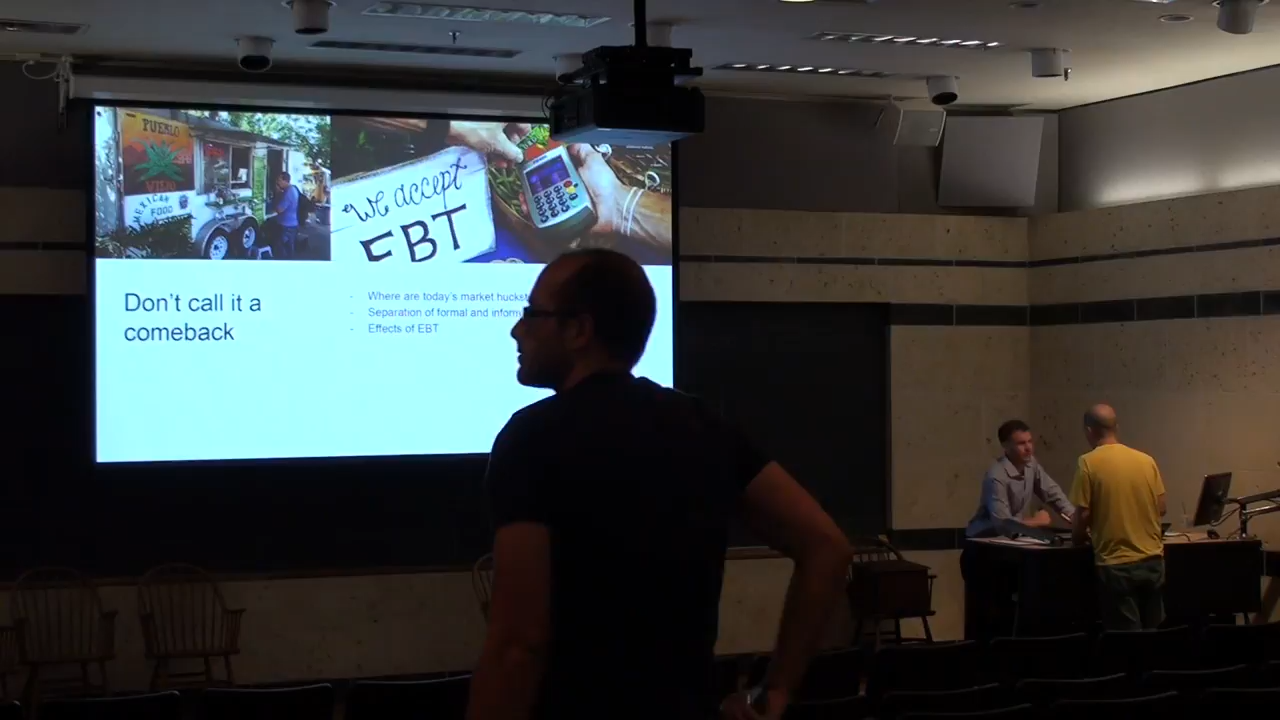 PUEBLO
VIEJO
MEXICAN
FOOD
We accept
EBT
Don't call it a
comeback
- Where are today's market huckst
- Separation of formal and inform
- Effects of EBT